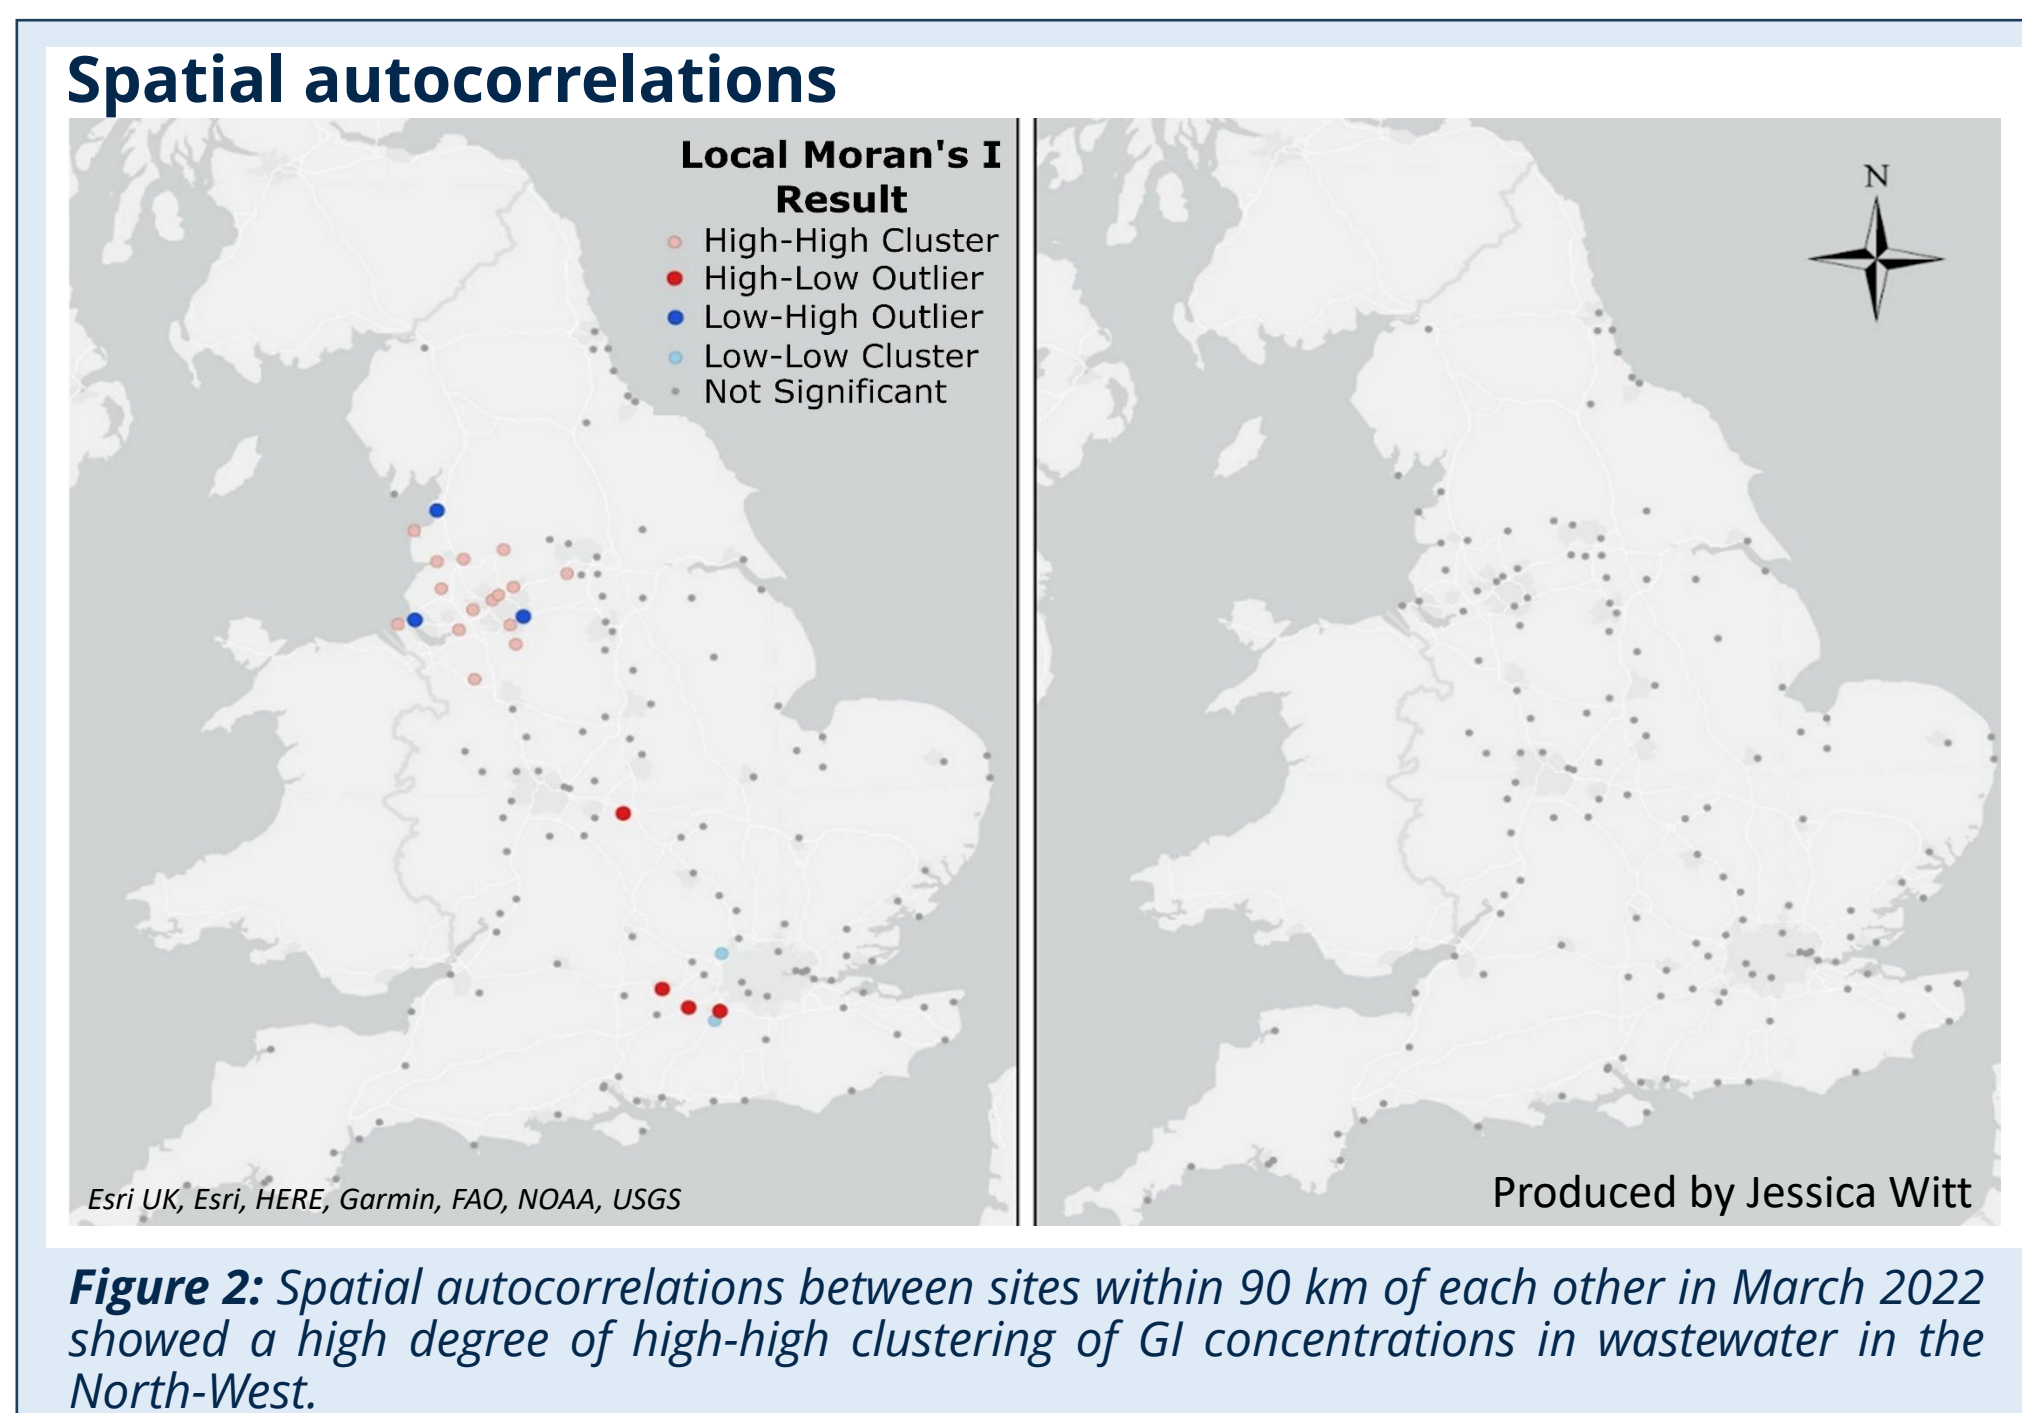 Spatial autocorrelations
Local Moran's I
Result
High-High Cluster
High-Low Outlier
Low-High Outlier
Low-Low Cluster
Not Significant
N
Esri UK, Esri, HERE, Garmin, FAO, NOAA, USGS
Produced by Jessica Witt
Figure 2: Spatial autocorrelations between sites within 90 km of each other in March 2022
showed a high degree of high-high clustering of GI concentrations in wastewater in the
North-West.